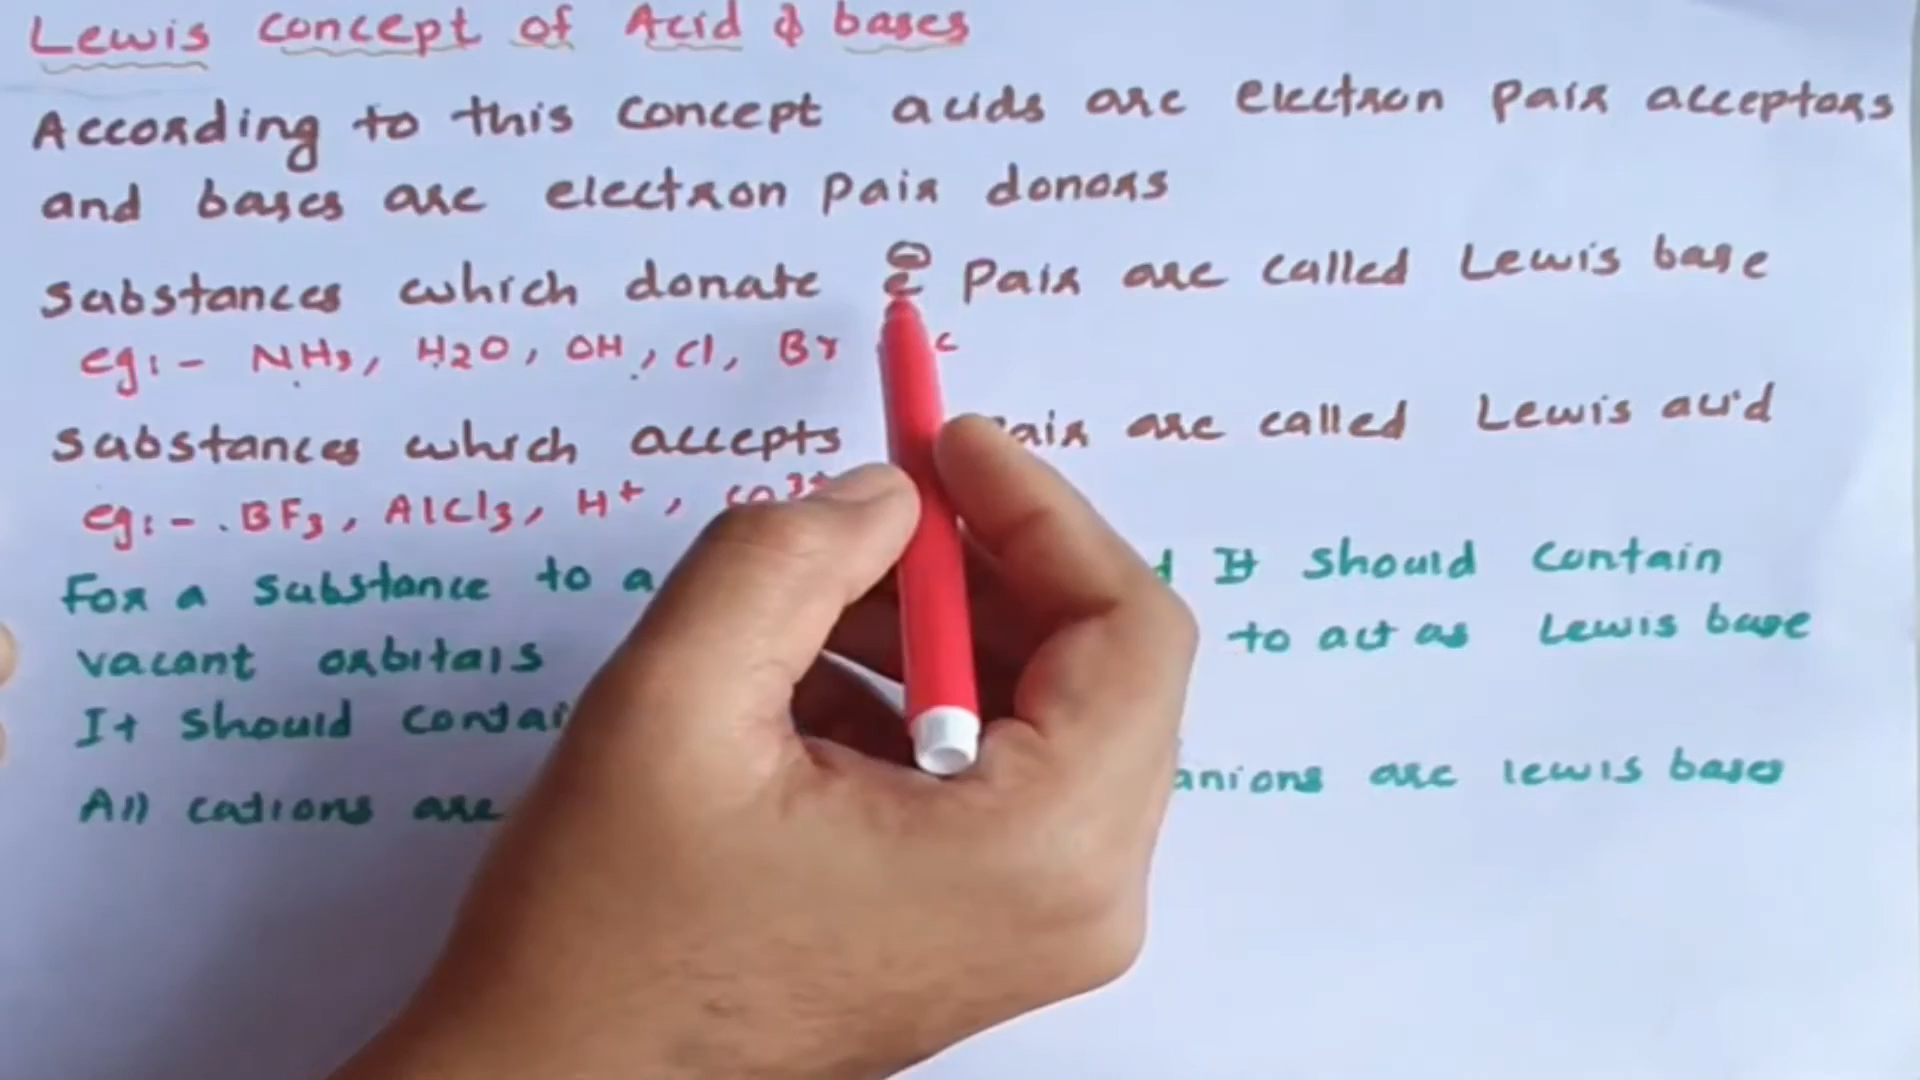 Lewis concept of Acid & bases
According to this concept acids are electron pair acceptors
and bases are electron pair donors
Substances which donate e⊖ pair are called Lewis base
eg:- NH3, H2O, OH, Cl, Br
Substances which accepts are called Lewis acid
eg:- BF3, AlCl3, H+,
For a substance to It should contain
vacant orbitals to act as Lewis base
It should
All cations are anions are lewis bases